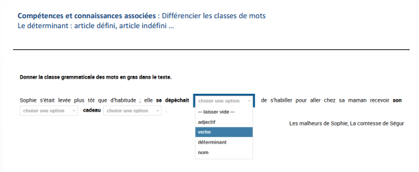 Compétences et connaissances associées : Différencier les classes de mots
Le déterminant : article défini, article indéfini ...
Donner la classe grammaticale des mots en gras dans le texte.
Sophie s'était levée plus tôt que d'habitude ; elle se dépêchait choisir une option de s'habiller pour aller chez sa maman recevoir son
choisir une option cadeau choisir une option .
— laisser vide —
adjectif
verbe
déterminant
nom
Les malheurs de Sophie, La comtesse de Ségur